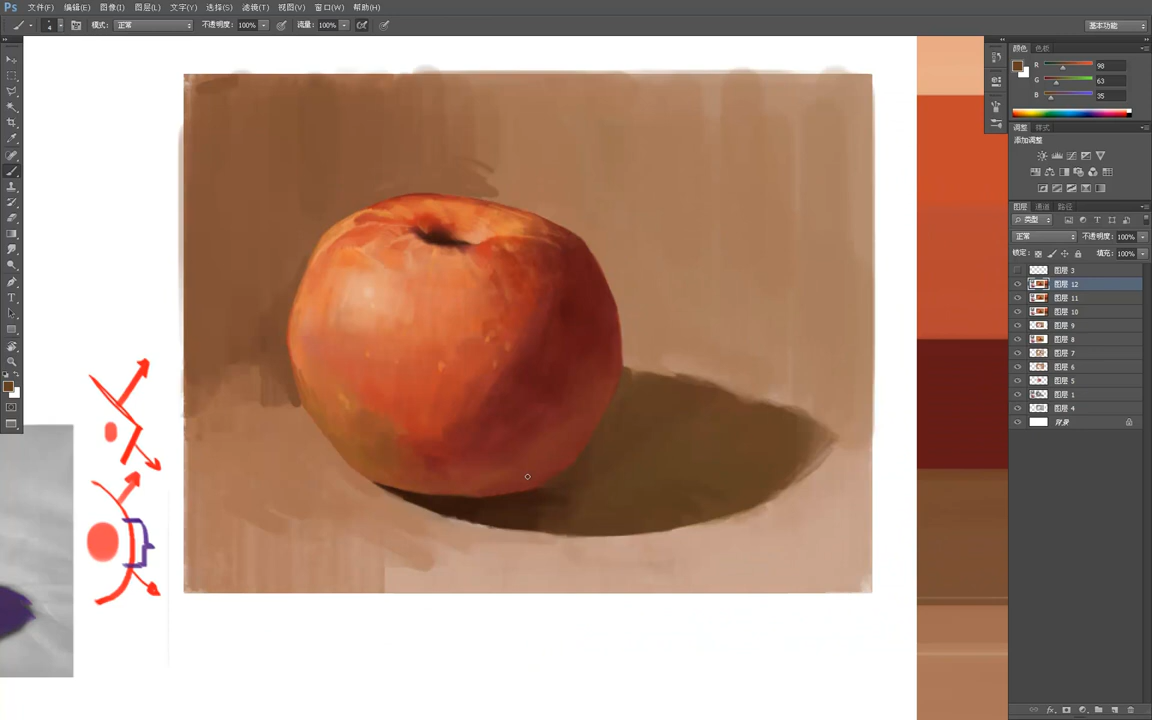 Ps 文件(F) 编辑(E) 图像(I) 图层(L) 文字(Y) 选择(S) 滤镜(T) 视图(V) 窗口(W) 帮助(H)
4 模式: 正常 不透明度: 100% 流量: 100% 基本功能
颜色 色板
R 98
G 63
B 35
调整 样式
添加调整
图层 通道 路径
类型
正常 不透明度: 100%
锁定: 填充: 100%
图层 3
图层 12
图层 11
图层 10
图层 9
图层 8
图层 7
图层 6
图层 5
图层 1
图层 4
背景
fx